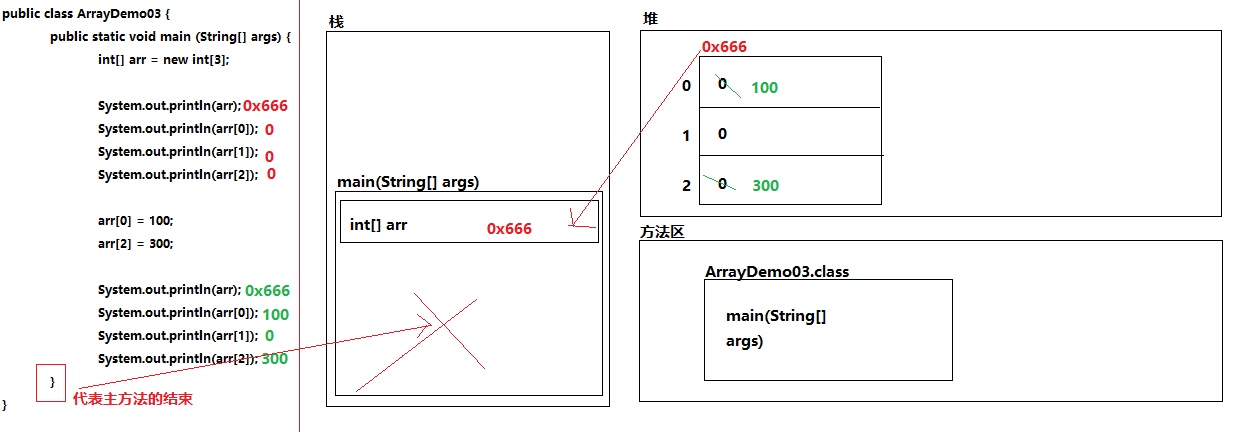 public class ArrayDemo03 {
public static void main (String[] args) {
int[] arr = new int[3];
System.out.println(arr); 0x666
System.out.println(arr[0]); 0
System.out.println(arr[1]); 0
System.out.println(arr[2]); 0
arr[0] = 100;
arr[2] = 300;
System.out.println(arr); 0x666
System.out.println(arr[0]); 100
System.out.println(arr[1]); 0
System.out.println(arr[2]); 300
}
代表主方法的结束
}
栈
main(String[] args)
int[] arr 0x666
堆
0x666
0 0 100
1 0
2 0 300
方法区
ArrayDemo03.class
main(String[]
args)